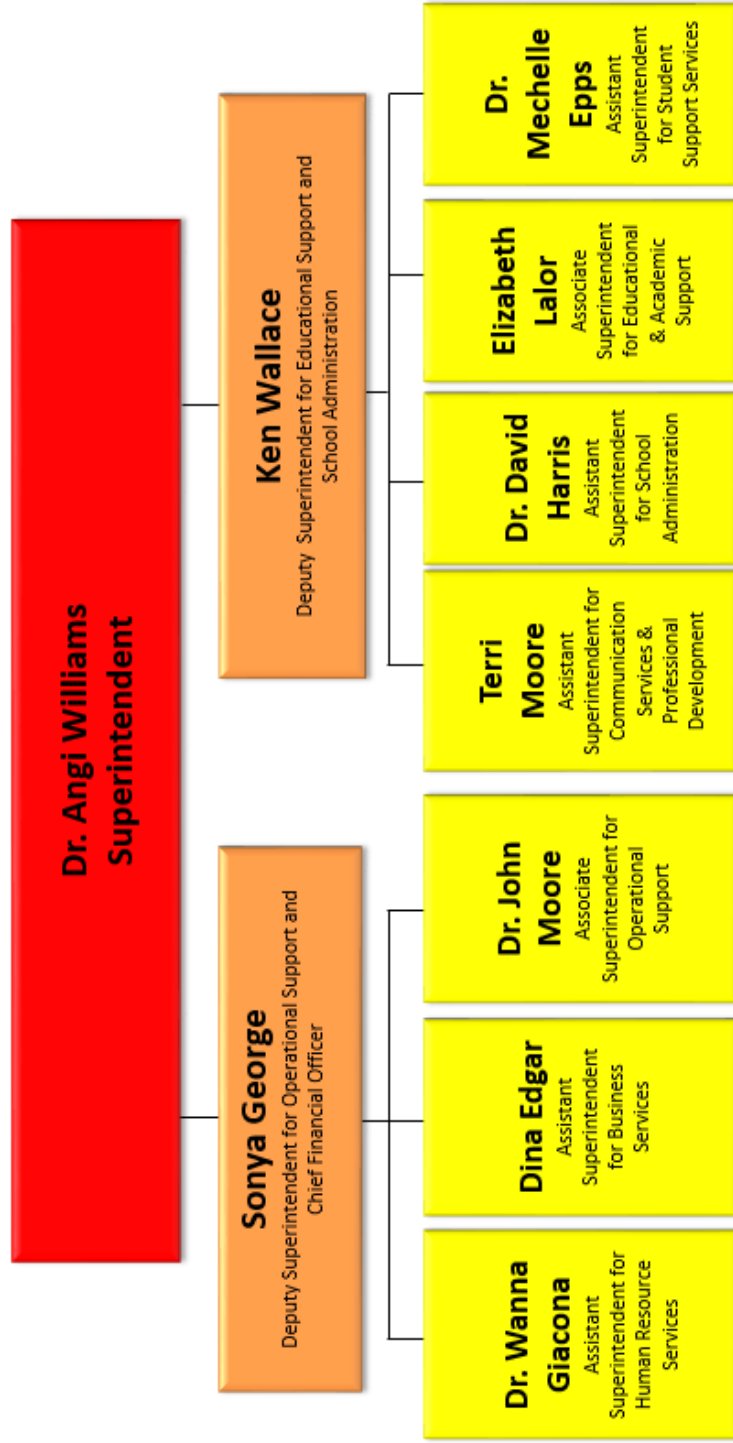 Dr. Angi Williams
Superintendent
Sonya George
Deputy Superintendent for Operational Support and
Chief Financial Officer
Ken Wallace
Deputy Superintendent for Educational Support and
School Administration
Dr. Wanna
Giacona
Assistant
Superintendent for
Human Resource
Services
Dina Edgar
Assistant
Superintendent
for Business
Services
Dr. John
Moore
Associate
Superintendent for
Operational
Support
Terri
Moore
Assistant
Superintendent for
Communication
Services &
Professional
Development
Dr. David
Harris
Assistant
Superintendent
for School
Administration
Elizabeth
Lalor
Associate
Superintendent
for Educational
& Academic
Support
Dr.
Mechelle
Epps
Assistant
Superintendent
for Student
Support Services